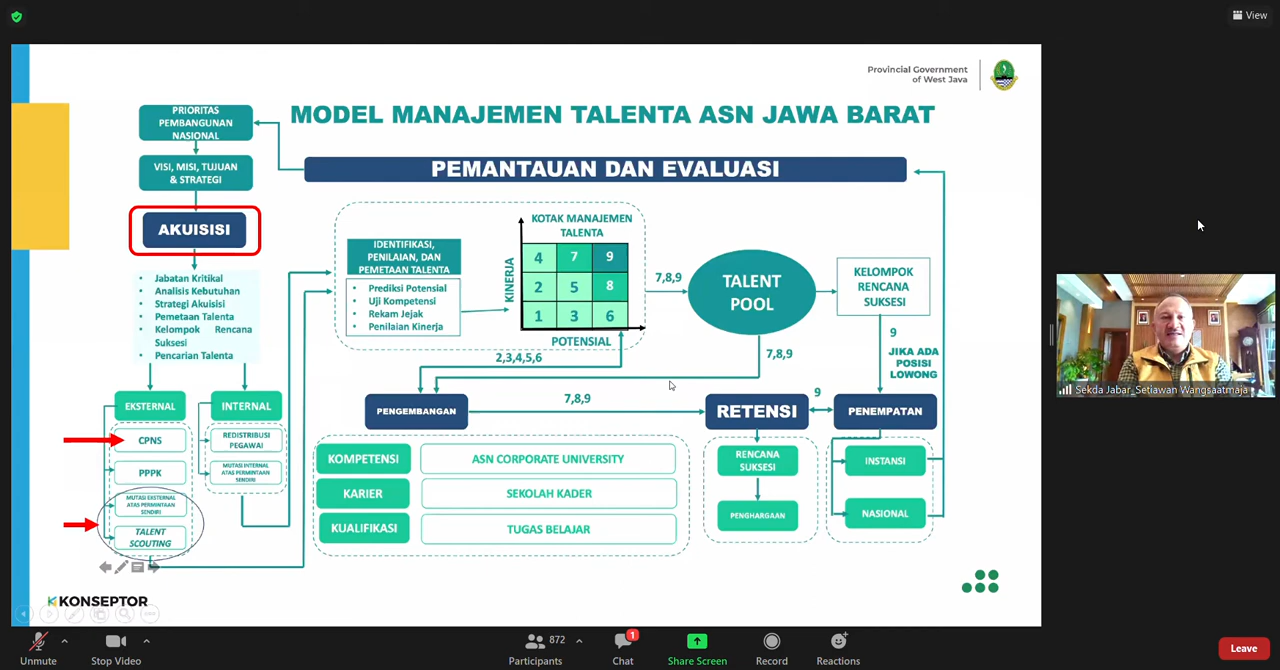 View
Provincial Government
of West Java
MODEL MANAJEMEN TALENTA ASN JAWA BARAT
PRIORITAS
PEMBANGUNAN
NASIONAL
VISI, MISI, TUJUAN
& STRATEGI
PEMANTAUAN DAN EVALUASI
AKUISISI
• Jabatan Kritikal
• Analisis Kebutuhan
• Strategi Akuisisi
• Pemetaan Talenta
• Kelompok Rencana
Suksesi
• Pencarian Talenta
IDENTIFIKASI,
PENILAIAN, DAN
PEMETAAN TALENTA
• Prediksi Potensial
• Uji Kompetensi
• Rekam Jejak
• Penilaian Kinerja
KOTAK MANAJEMEN
TALENTA
KINERJA
4 7 9
2 5 8
1 3 6
POTENSIAL
7,8,9
TALENT
POOL
KELOMPOK
RENCANA
SUKSESI
9
JIKA ADA
POSISI
LOWONG
2,3,4,5,6
7,8,9
7,8,9
9
EKSTERNAL
INTERNAL
PENGEMBANGAN
RETENSI
PENEMPATAN
CPNS
PPPK
MUTASI EKSTERNAL
ATAS PERMINTAAN
SENDIRI
TALENT
SCOUTING
REDISTRIBUSI
PEGAWAI
MUTASI INTERNAL
ATAS PERMINTAAN
SENDIRI
KOMPETENSI
ASN CORPORATE UNIVERSITY
KARIER
SEKOLAH KADER
KUALIFIKASI
TUGAS BELAJAR
RENCANA
SUKSESI
PENGHARGAAN
INSTANSI
NASIONAL
KONSEPTOR
Sekda Jabar_Setiawan Wangsaatmaja
Unmute
Stop Video
872
Participants
1
Chat
Share Screen
Record
Reactions
Leave